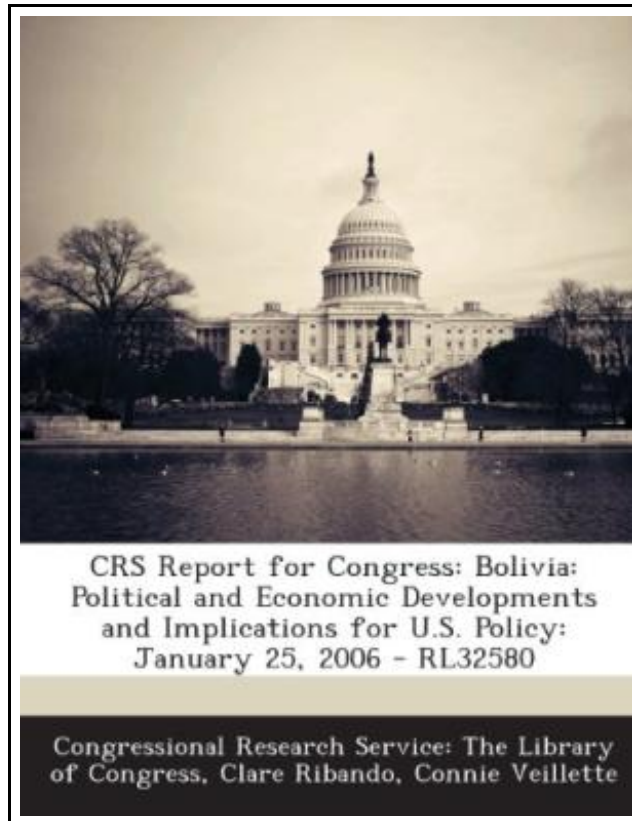 CRS Report for Congress: Bolivia:
Political and Economic Developments
and Implications for U.S. Policy:
January 25, 2006 - RL32580
Congressional Research Service: The Library
of Congress, Clare Ribando, Connie Veillette